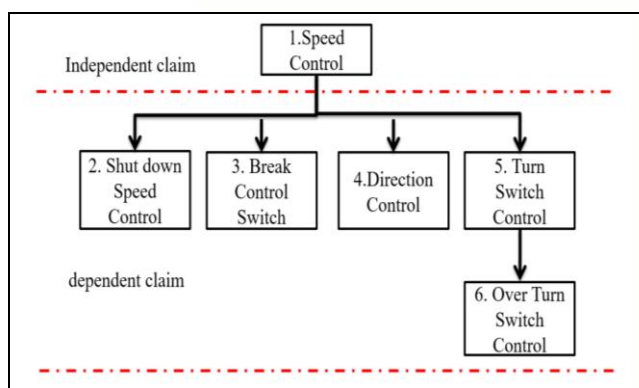 1.Speed
Control
Independent claim
2. Shut down
Speed
Control
3. Break
Control
Switch
4.Direction
Control
5. Turn
Switch
Control
dependent claim
6. Over Turn
Switch
Control